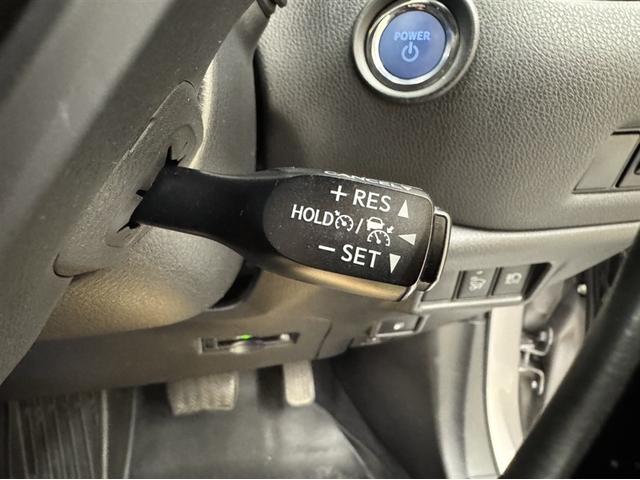 POWER
CANCEL
+ RES ▲
HOLD / ◀
− SET ▼